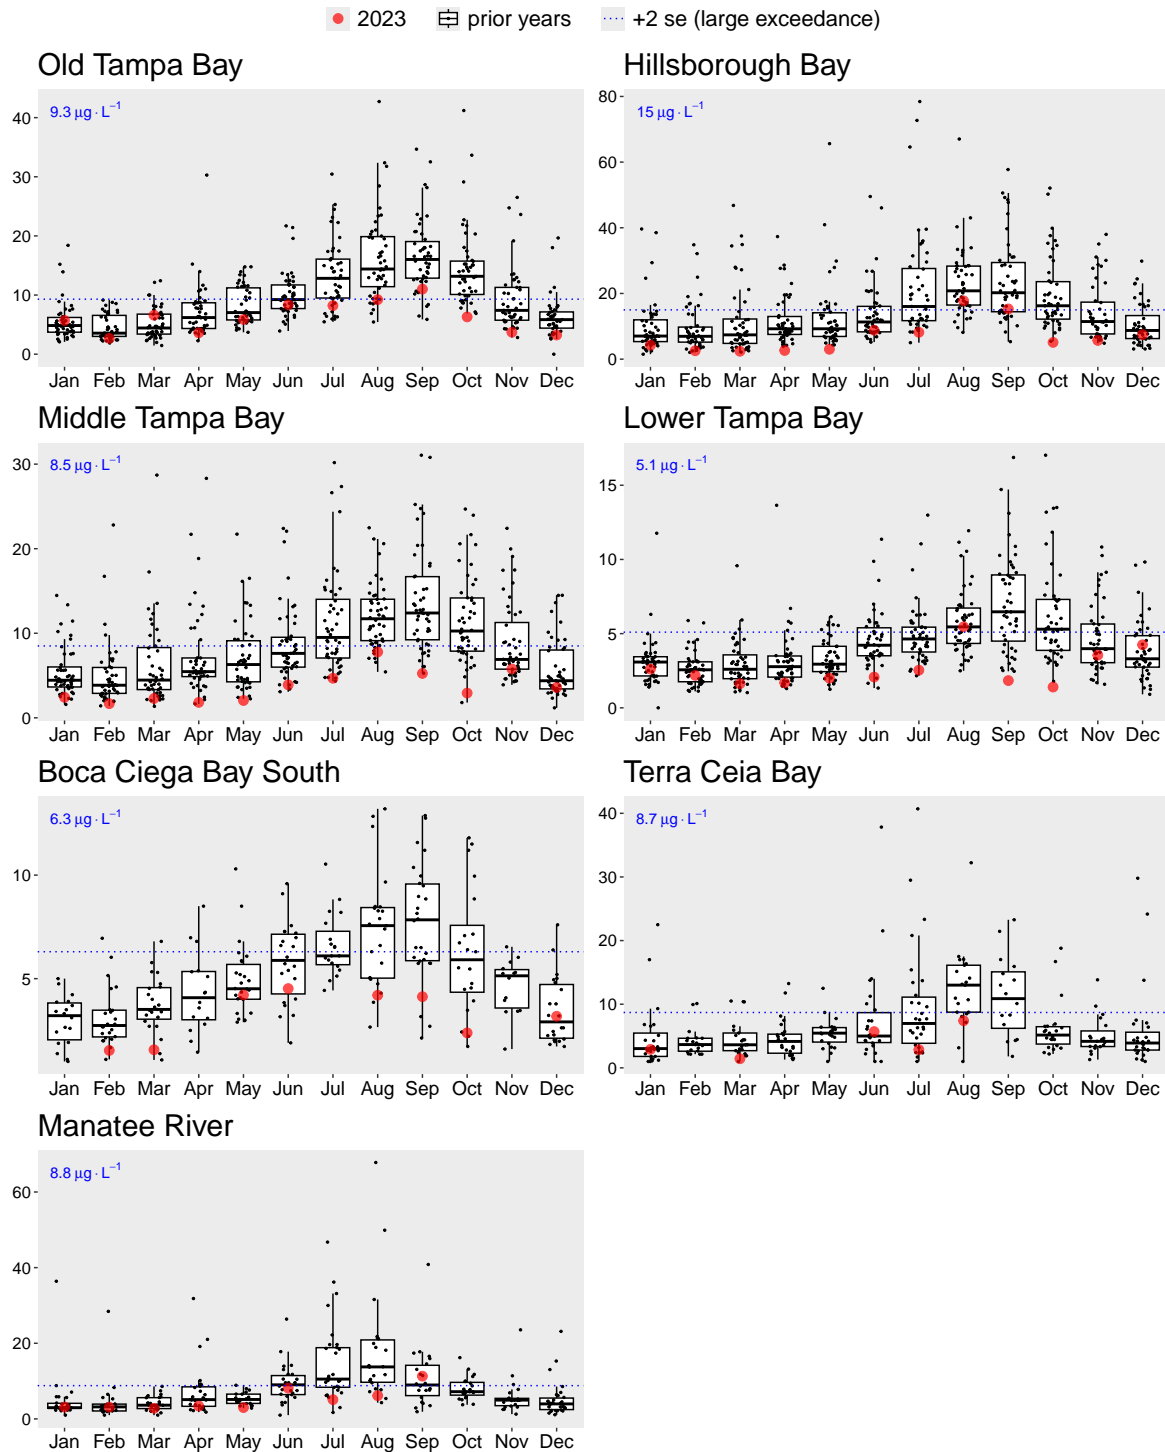 2023 prior years +2 se (large exceedance)
Old Tampa Bay
9.3 µg · L⁻¹
40
30
20
10
0
Jan Feb Mar Apr May Jun Jul Aug Sep Oct Nov Dec
Hillsborough Bay
15 µg · L⁻¹
80
60
40
20
0
Jan Feb Mar Apr May Jun Jul Aug Sep Oct Nov Dec
Middle Tampa Bay
8.5 µg · L⁻¹
30
20
10
0
Jan Feb Mar Apr May Jun Jul Aug Sep Oct Nov Dec
Lower Tampa Bay
5.1 µg · L⁻¹
15
10
5
0
Jan Feb Mar Apr May Jun Jul Aug Sep Oct Nov Dec
Boca Ciega Bay South
6.3 µg · L⁻¹
10
5
Jan Feb Mar Apr May Jun Jul Aug Sep Oct Nov Dec
Terra Ceia Bay
8.7 µg · L⁻¹
40
30
20
10
0
Jan Feb Mar Apr May Jun Jul Aug Sep Oct Nov Dec
Manatee River
8.8 µg · L⁻¹
60
40
20
0
Jan Feb Mar Apr May Jun Jul Aug Sep Oct Nov Dec